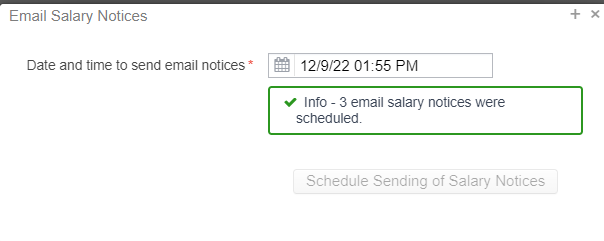 Email Salary Notices
Date and time to send email notices *
12/9/22 01:55 PM
Info - 3 email salary notices were
scheduled.
Schedule Sending of Salary Notices